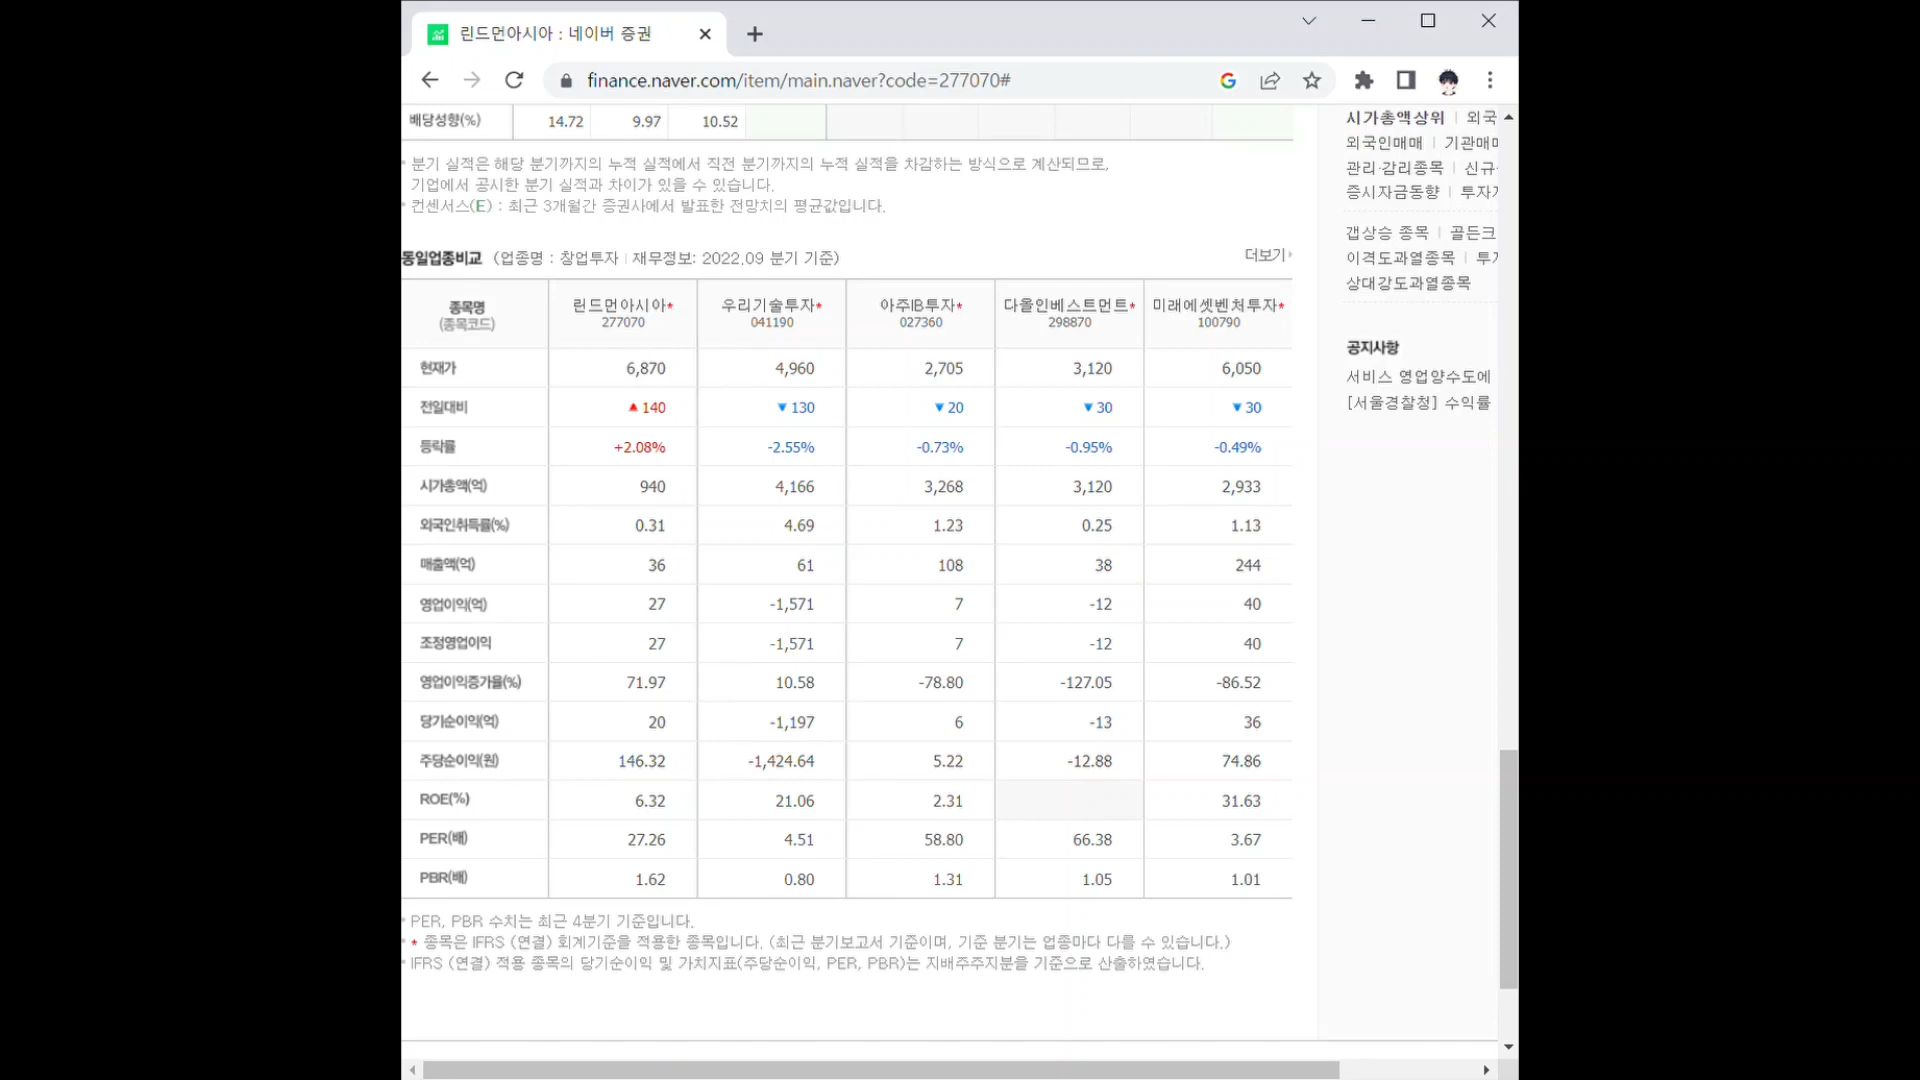 린드먼아시아 : 네이버 증권
finance.naver.com/item/main.naver?code=277070#
배당성향(%) 14.72 9.97 10.52
* 분기 실적은 해당 분기까지의 누적 실적에서 직전 분기까지의 누적 실적을 차감하는 방식으로 계산되므로,
기업에서 공시한 분기 실적과 차이가 있을 수 있습니다.
* 컨센서스(E) : 최근 3개월간 증권사에서 발표한 전망치의 평균값입니다.
동일업종비교 (업종명 : 창업투자 | 재무정보: 2022.09 분기 기준) 더보기
종목명 린드먼아시아* 우리기술투자* 아주IB투자* 다올인베스트먼트* 미래에셋벤처투자*
(종목코드) 277070 041190 027360 298870 100790
현재가 6,870 4,960 2,705 3,120 6,050
전일대비 ▲140 ▼130 ▼20 ▼30 ▼30
등락률 +2.08% -2.55% -0.73% -0.95% -0.49%
시가총액(억) 940 4,166 3,268 3,120 2,933
외국인취득률(%) 0.31 4.69 1.23 0.25 1.13
매출액(억) 36 61 108 38 244
영업이익(억) 27 -1,571 7 -12 40
조정영업이익 27 -1,571 7 -12 40
영업이익증가율(%) 71.97 10.58 -78.80 -127.05 -86.52
당기순이익(억) 20 -1,197 6 -13 36
주당순이익(원) 146.32 -1,424.64 5.22 -12.88 74.86
ROE(%) 6.32 21.06 2.31 31.63
PER(배) 27.26 4.51 58.80 66.38 3.67
PBR(배) 1.62 0.80 1.31 1.05 1.01
* PER, PBR 수치는 최근 4분기 기준입니다.
* * 종목은 IFRS (연결) 회계기준을 적용한 종목입니다. (최근 분기보고서 기준이며, 기준 분기는 업종마다 다를 수 있습니다.)
* IFRS (연결) 적용 종목의 당기순이익 및 가치지표(주당순이익, PER, PBR)는 지배주주지분을 기준으로 산출하였습니다.
시가총액상위 | 외국
외국인매매 | 기관매매
관리·감리종목 | 신규
증시자금동향 | 투자
갭상승 종목 | 골든크
이격도과열종목 | 투
상대강도과열종목
공지사항
서비스 영업양수도에
[서울경찰청] 수익률